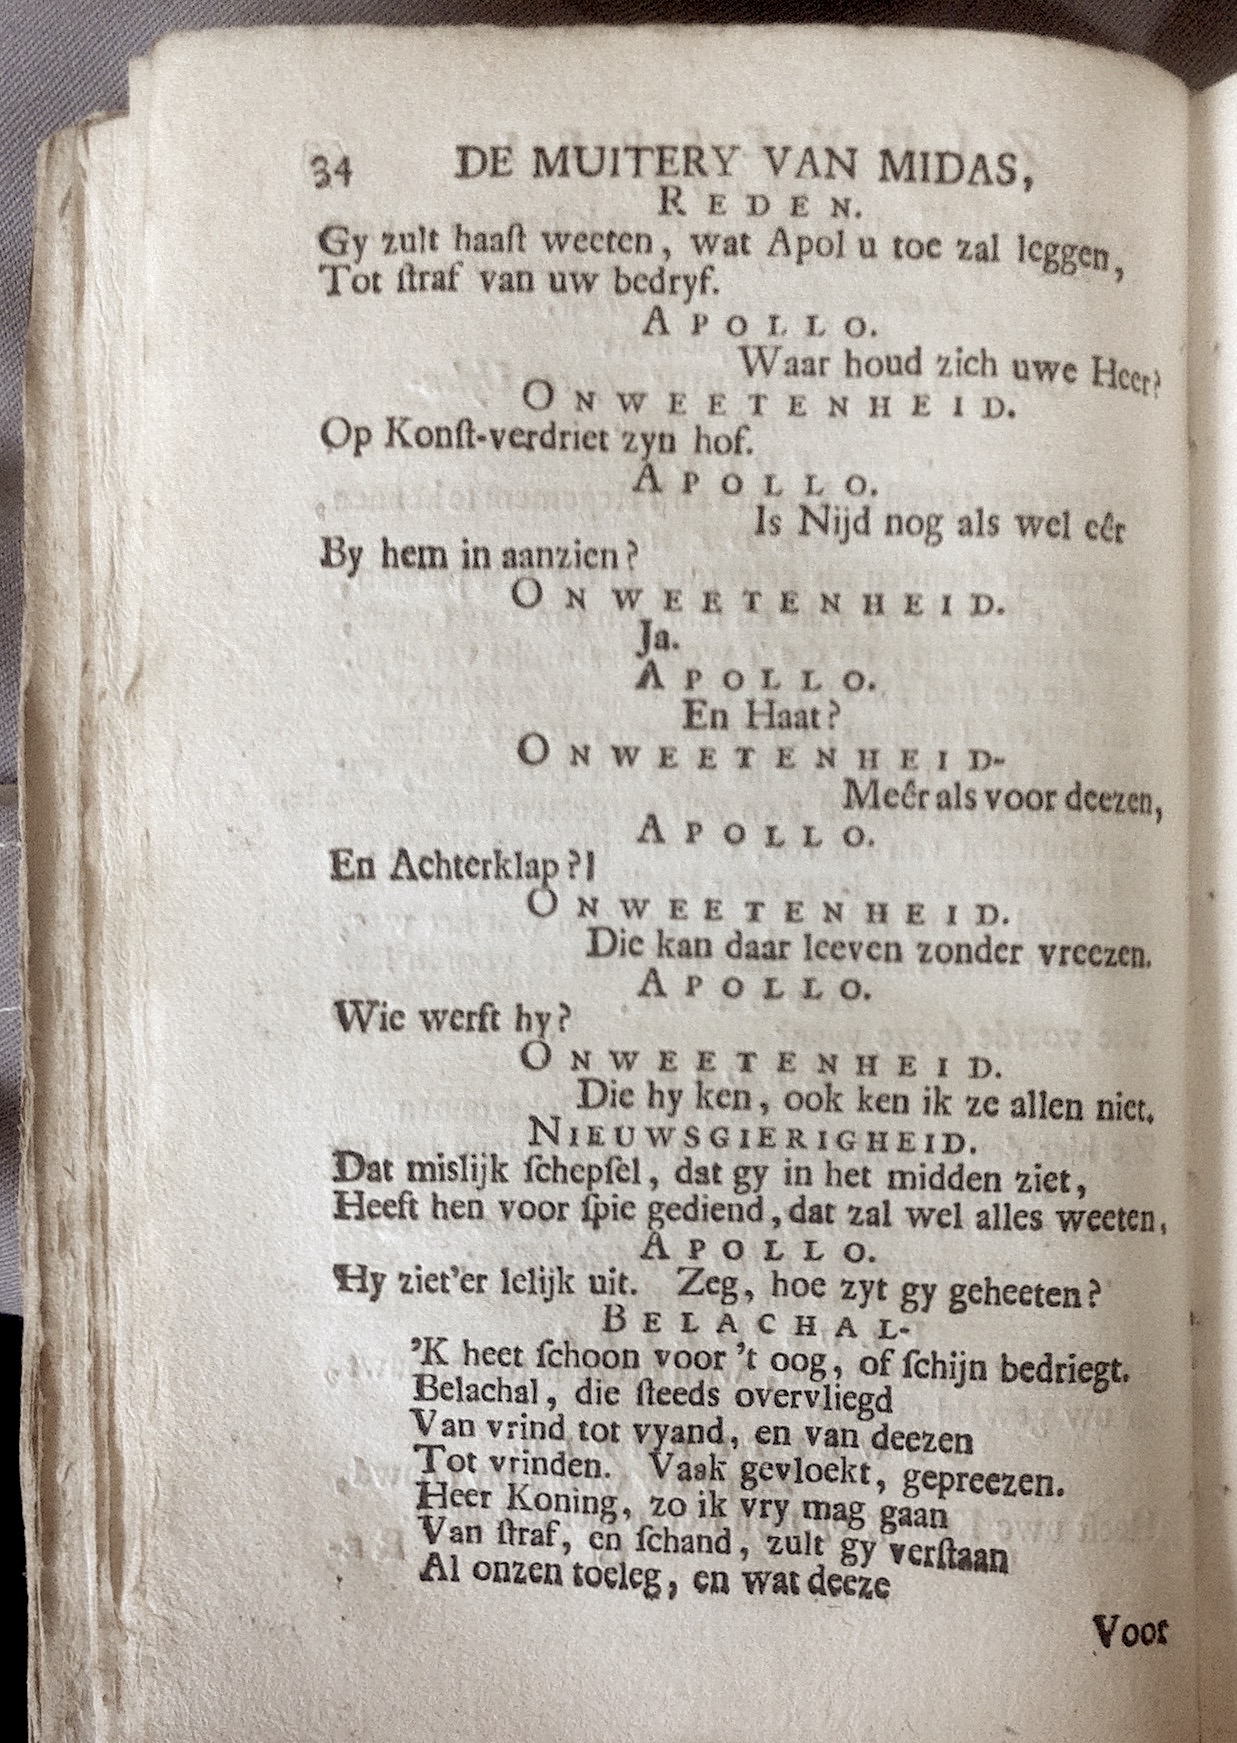 34 DE MUITERY VAN MIDAS,
REDEN.
Gy zult haaſt weeten, wat Apol u toe zal leggen,
Tot ſtraf van uw bedryf.
APOLLO.
Waar houd zich uwe Heer?
ONWEETENHEID.
Op Konſt-verdriet zyn hof.
APOLLO.
Is Nijd nog als wel eêr
By hem in aanzien?
ONWEETENHEID.
Ja.
APOLLO.
En Haat?
ONWEETENHEID-
Meêr als voor deezen,
APOLLO.
En Achterklap?!
ONWEETENHEID.
Die kan daar leeven zonder vreezen.
APOLLO.
Wie werft hy?
ONWEETENHEID.
Die hy ken, ook ken ik ze allen niet.
NIEUWSGIERIGHEID.
Dat mislijk ſchepſel, dat gy in het midden ziet,
Heeft hen voor ſpie gediend, dat zal wel alles weeten,
APOLLO.
Hy ziet'er lelijk uit. Zeg, hoe zyt gy geheeten?
BELACHAL-
'K heet ſchoon voor 't oog, of ſchijn bedriegt.
Belachal, die ſteeds overvliegd
Van vrind tot vyand, en van deezen
Tot vrinden. Vaak gevloekt, gepreezen.
Heer Koning, zo ik vry mag gaan
Van ſtraf, en ſchand, zult gy verſtaan
Al onzen toeleg, en wat deeze
Voor